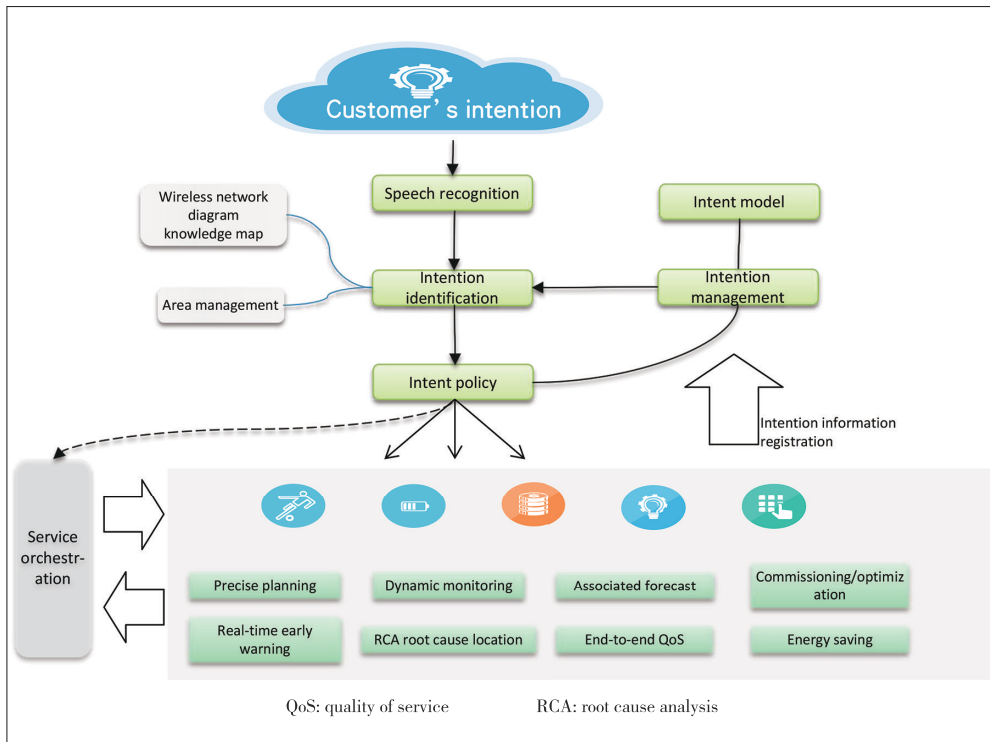 Customer's intention
Speech recognition
Wireless network
diagram
knowledge map
Intent model
Intention
identification
Intention
management
Area management
Intent policy
Intention information
registration
Service
orchestr-
ation
Precise planning
Dynamic monitoring
Associated forecast
Commissioning/optimiz
ation
Real-time early
warning
RCA root cause location
End-to-end QoS
Energy saving
QoS: quality of service
RCA: root cause analysis